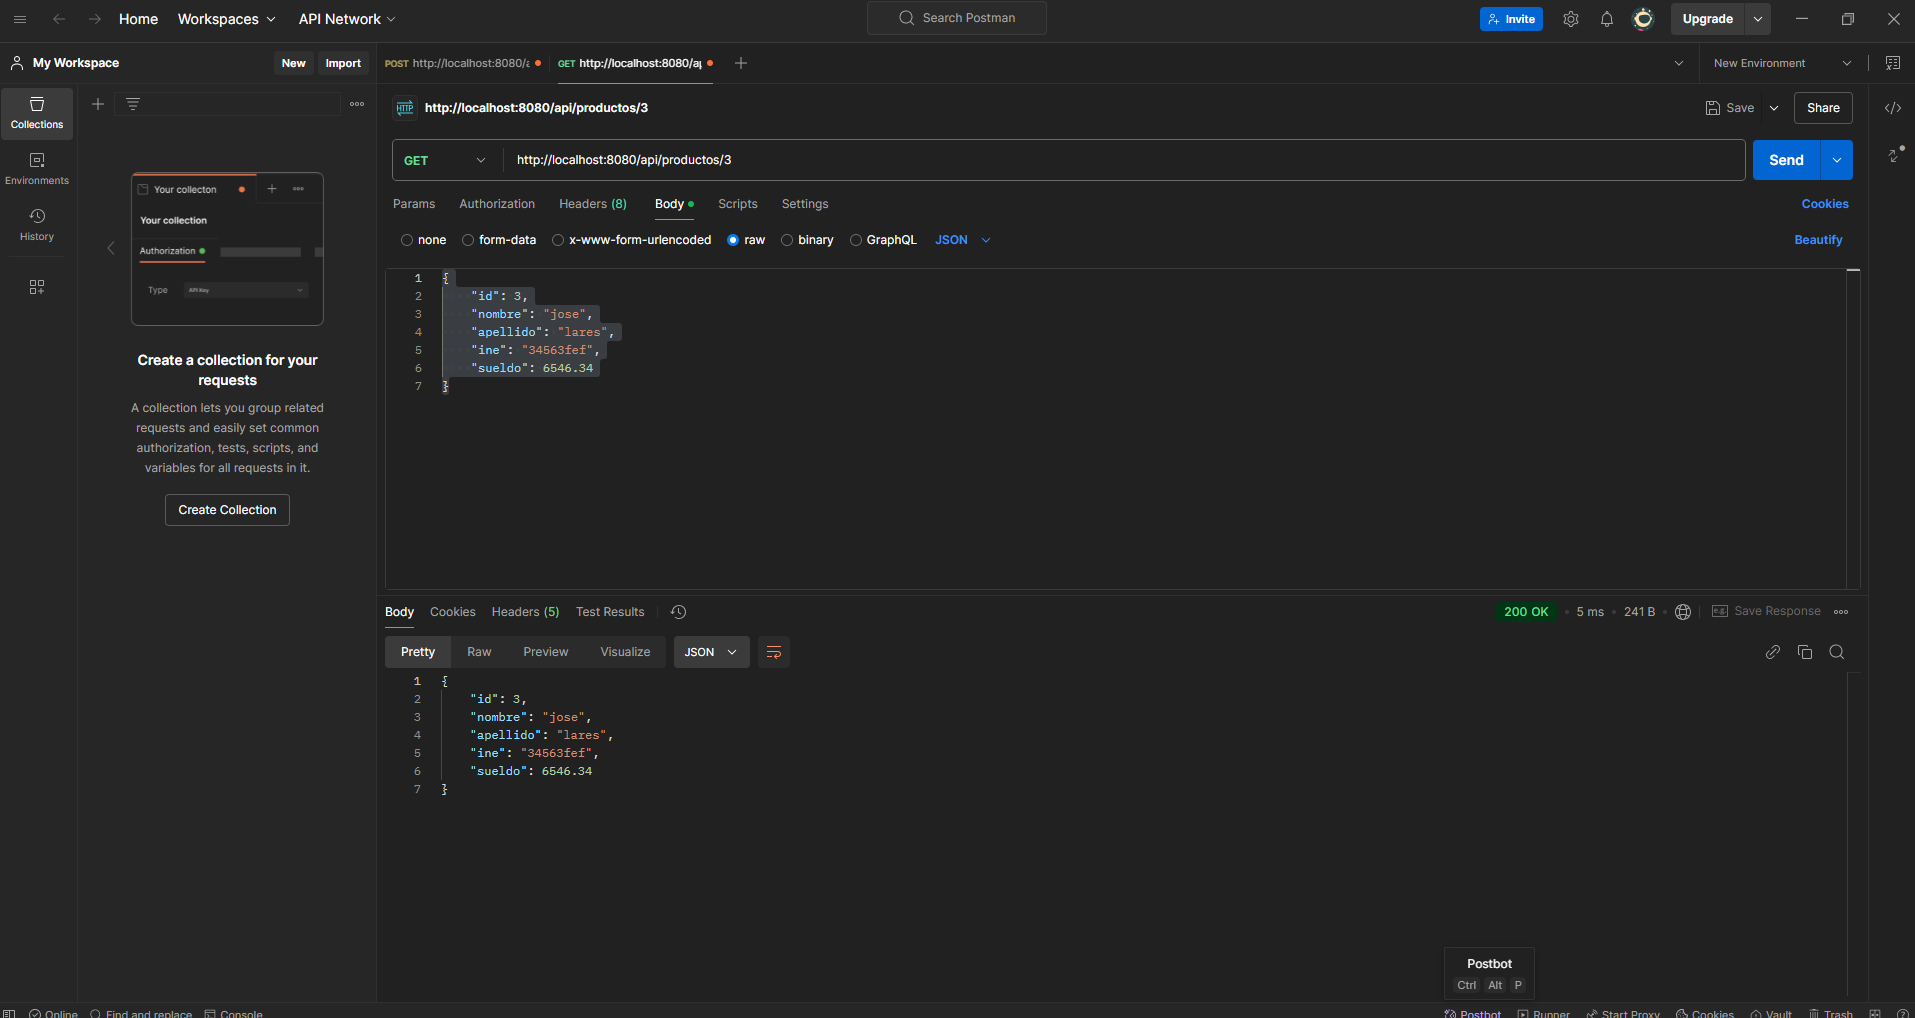 Home Workspaces API Network
Search Postman
Invite Upgrade
My Workspace New Import
POST http://localhost:8080/a GET http://localhost:8080/ap
New Environment
Collections
Environments
History
Your collecton
Your collection
Authorization
Type API Key
Create a collection for your
requests
A collection lets you group related
requests and easily set common
authorization, tests, scripts, and
variables for all requests in it.
Create Collection
HTTP http://localhost:8080/api/productos/3
Save Share
GET http://localhost:8080/api/productos/3
Send
Params Authorization Headers (8) Body Scripts Settings Cookies
none form-data x-www-form-urlencoded raw binary GraphQL JSON Beautify
1 {
2 "id": 3,
3 "nombre": "jose",
4 "apellido": "lares",
5 "ine": "34563fef",
6 "sueldo": 6546.34
7 }
Body Cookies Headers (5) Test Results
200 OK 5 ms 241 B Save Response
Pretty Raw Preview Visualize JSON
1 {
2 "id": 3,
3 "nombre": "jose",
4 "apellido": "lares",
5 "ine": "34563fef",
6 "sueldo": 6546.34
7 }
Postbot
Ctrl Alt P
Online Find and replace Console
Postbot Runner Start Proxy Cookies Vault Trash